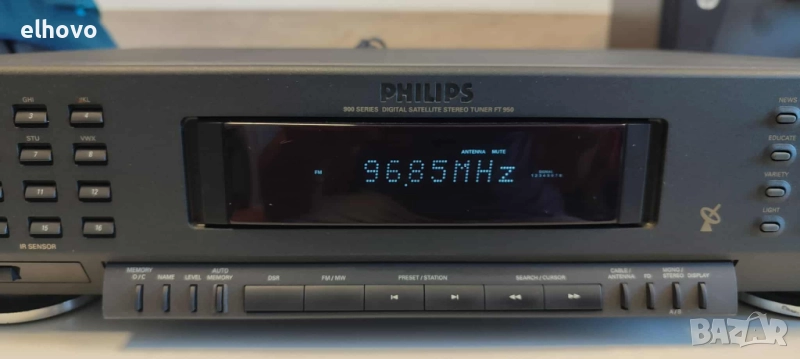 elhovo
PHILIPS
900 SERIES DIGITAL SATELLITE STEREO TUNER FT 950
GHI
JKL
3
4
STU
VWX
7
8
11
12
15
16
IR SENSOR
ANTENNA MUTE
FM
96.85MHz
12345678
NEWS
EDUCATE
VARIETY
LIGHT
MEMORY D/C
NAME
LEVEL
AUTO MEMORY
DSR
FM / MW
PRESET / STATION
SEARCH / CURSOR
CABLE / ANTENNA
MONO / STEREO
DISPLAY
A/B
BAZAR